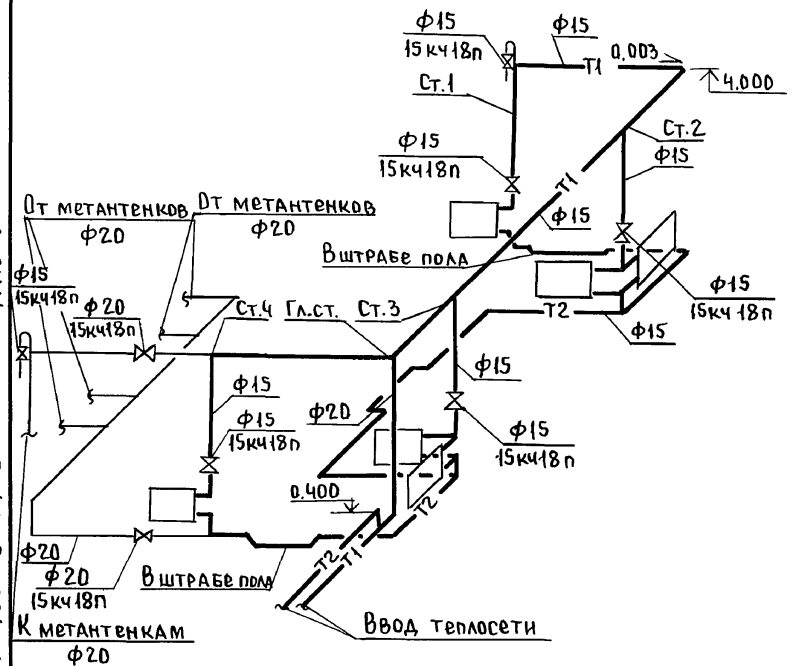 ф15
15кч18п
ф15
Т1
0.003
4.000
Ст.1
Ст.2
ф15
ф15
15кч18п
Т1
ф15
В штрабе пола
От метантенков
ф20
От метантенков
ф20
ф15
15кч18п
ф20
15кч18п
Ст.4
Гл.ст.
Ст.3
Т2
ф15
ф15
15кч18п
ф15
ф15
ф20
ф15
15кч18п
ф15
15кч18п
0.400
Т2
Т2
Т1
ф20
ф20
15кч18п
В штрабе пола
К метантенкам
ф20
Ввод теплосети